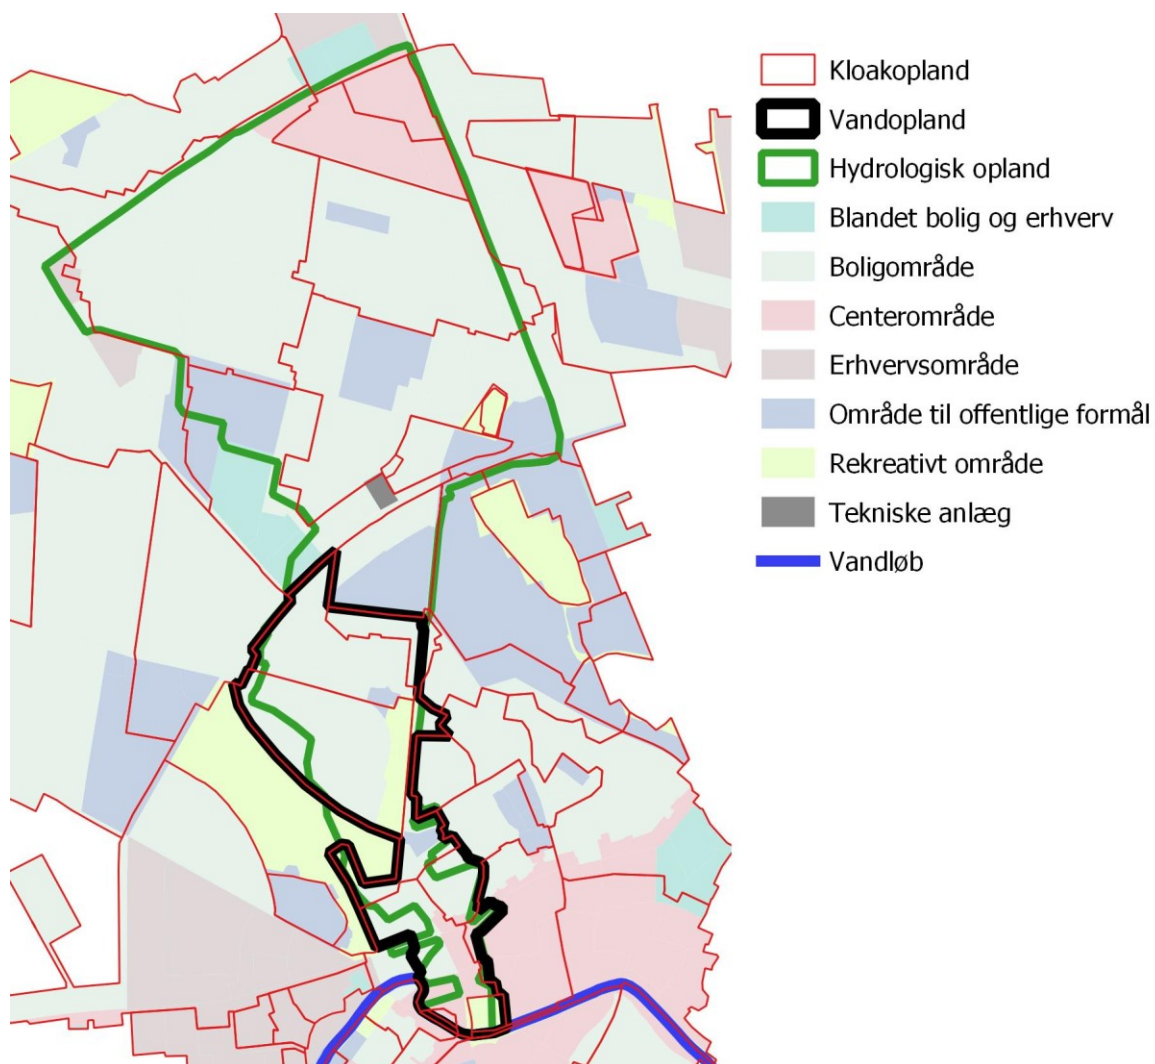 Kloakopland
Vandopland
Hydrologisk opland
Blandet bolig og erhverv
Boligområde
Centerområde
Erhvervsområde
Område til offentlige formål
Rekreativt område
Tekniske anlæg
Vandløb